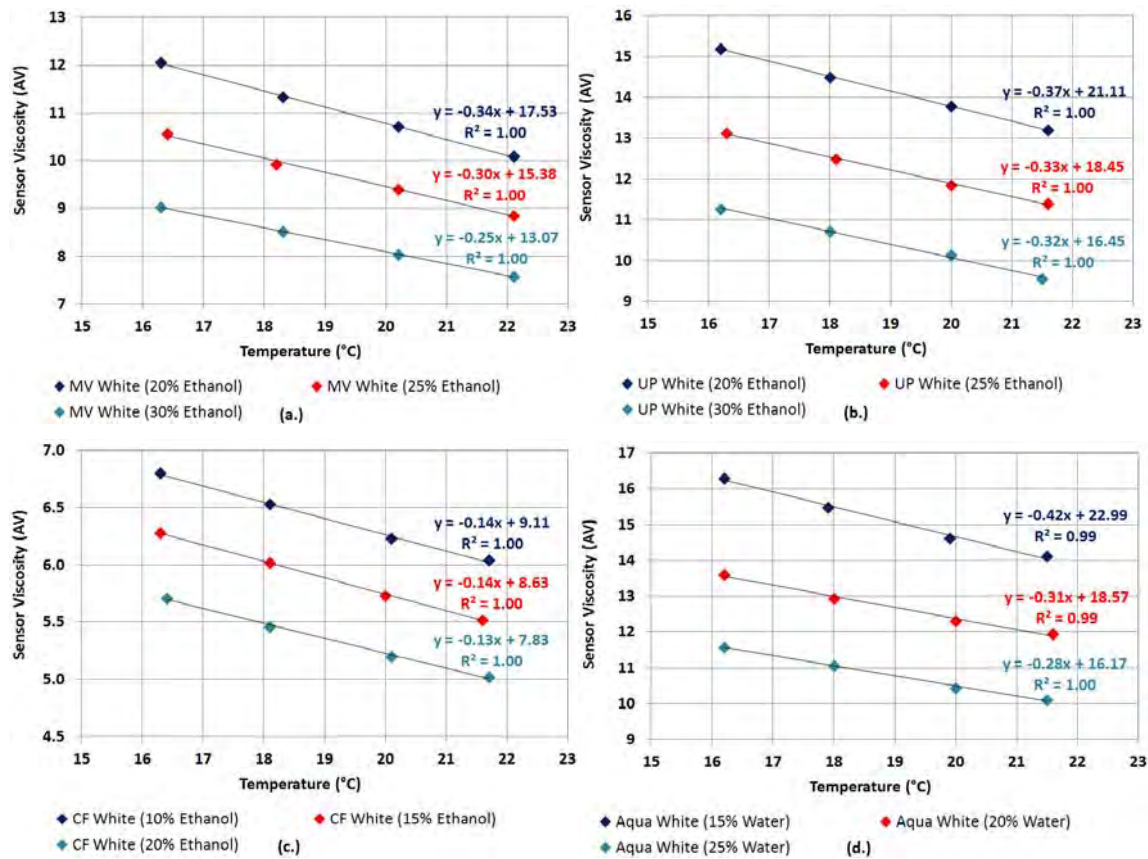 13
12
11
10
9
8
7
Sensor Viscosity (AV)
y = -0.34x + 17.53
R² = 1.00
y = -0.30x + 15.38
R² = 1.00
y = -0.25x + 13.07
R² = 1.00
15 16 17 18 19 20 21 22 23
Temperature (°C)
MV White (20% Ethanol) MV White (25% Ethanol)
MV White (30% Ethanol) (a.)
16
15
14
13
12
11
10
9
Sensor Viscosity (AV)
y = -0.37x + 21.11
R² = 1.00
y = -0.33x + 18.45
R² = 1.00
y = -0.32x + 16.45
R² = 1.00
15 16 17 18 19 20 21 22 23
Temperature (°C)
UP White (20% Ethanol) UP White (25% Ethanol)
UP White (30% Ethanol) (b.)
7.0
6.5
6.0
5.5
5.0
4.5
Sensor Viscosity (AV)
y = -0.14x + 9.11
R² = 1.00
y = -0.14x + 8.63
R² = 1.00
y = -0.13x + 7.83
R² = 1.00
15 16 17 18 19 20 21 22 23
Temperature (°C)
CF White (10% Ethanol) CF White (15% Ethanol)
CF White (20% Ethanol) (c.)
17
16
15
14
13
12
11
10
9
Sensor Viscosity (AV)
y = -0.42x + 22.99
R² = 0.99
y = -0.31x + 18.57
R² = 0.99
y = -0.28x + 16.17
R² = 1.00
15 16 17 18 19 20 21 22 23
Temperature (°C)
Aqua White (15% Water) Aqua White (20% Water)
Aqua White (25% Water) (d.)